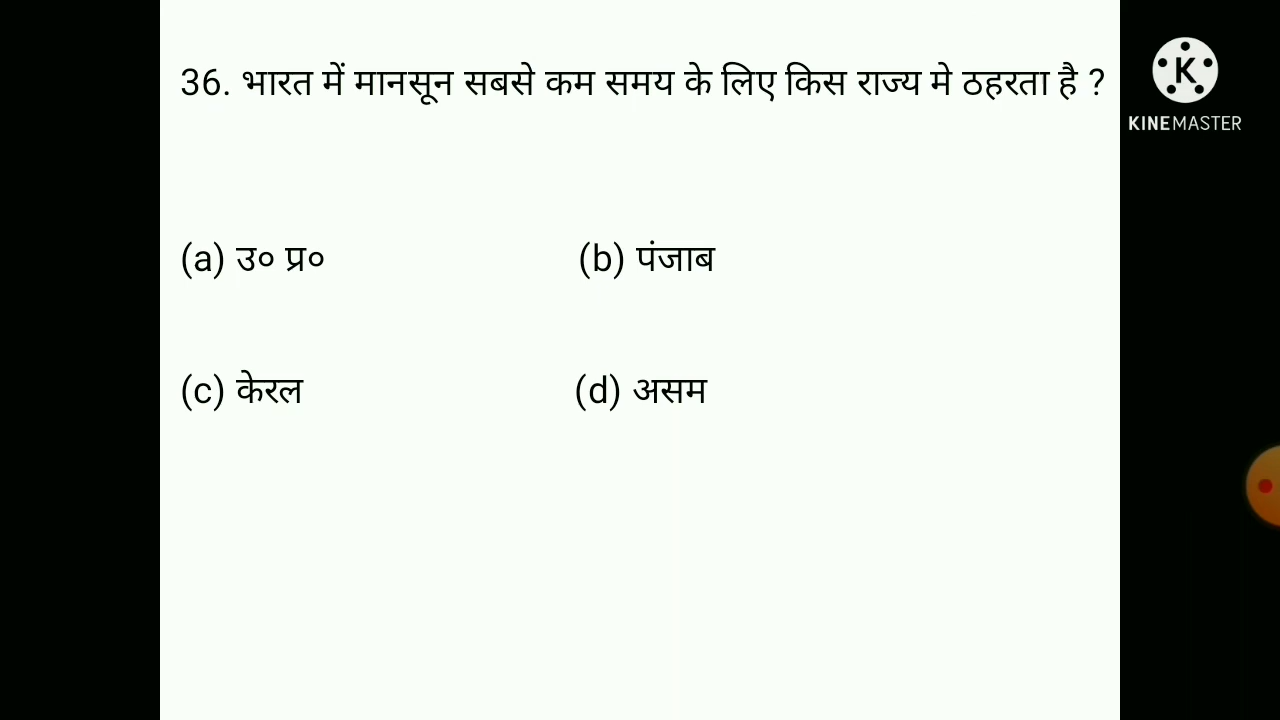 36. भारत में मानसून सबसे कम समय के लिए किस राज्य मे ठहरता है ?
K
KINEMASTER
(a) उ० प्र० (b) पंजाब
(c) केरल (d) असम